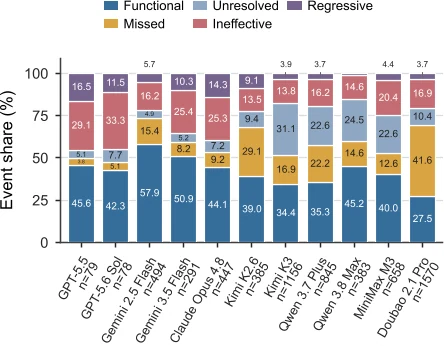 Functional Unresolved Regressive
Missed Ineffective
5.7 3.9 3.7 4.4 3.7
Event share (%)
100
75
50
25
0
16.5 29.1 5.1 3.8 45.6
11.5 33.3 7.7 5.1 42.3
16.2 4.9 15.4 57.9
10.3 25.4 5.2 8.2 50.9
14.3 25.3 7.2 9.2 44.1
9.1 13.5 9.4 29.1 39.0
13.8 31.1 16.9 34.4
16.2 22.6 22.2 35.3
14.6 24.5 14.6 45.2
20.4 22.6 12.6 40.0
16.9 10.4 41.6 27.5
GPT-5.5
n=79
GPT-5.6 Sol
n=78
Gemini 2.5 Flash
n=494
Gemini 3.5 Flash
n=291
Claude Opus 4.8
n=447
Kimi K2.6
n=385
Kimi K3
n=1156
Qwen 3.7 Plus
n=845
Qwen 3.8 Max
n=383
MiniMax M3
n=658
Doubao 2.1 Pro
n=1570